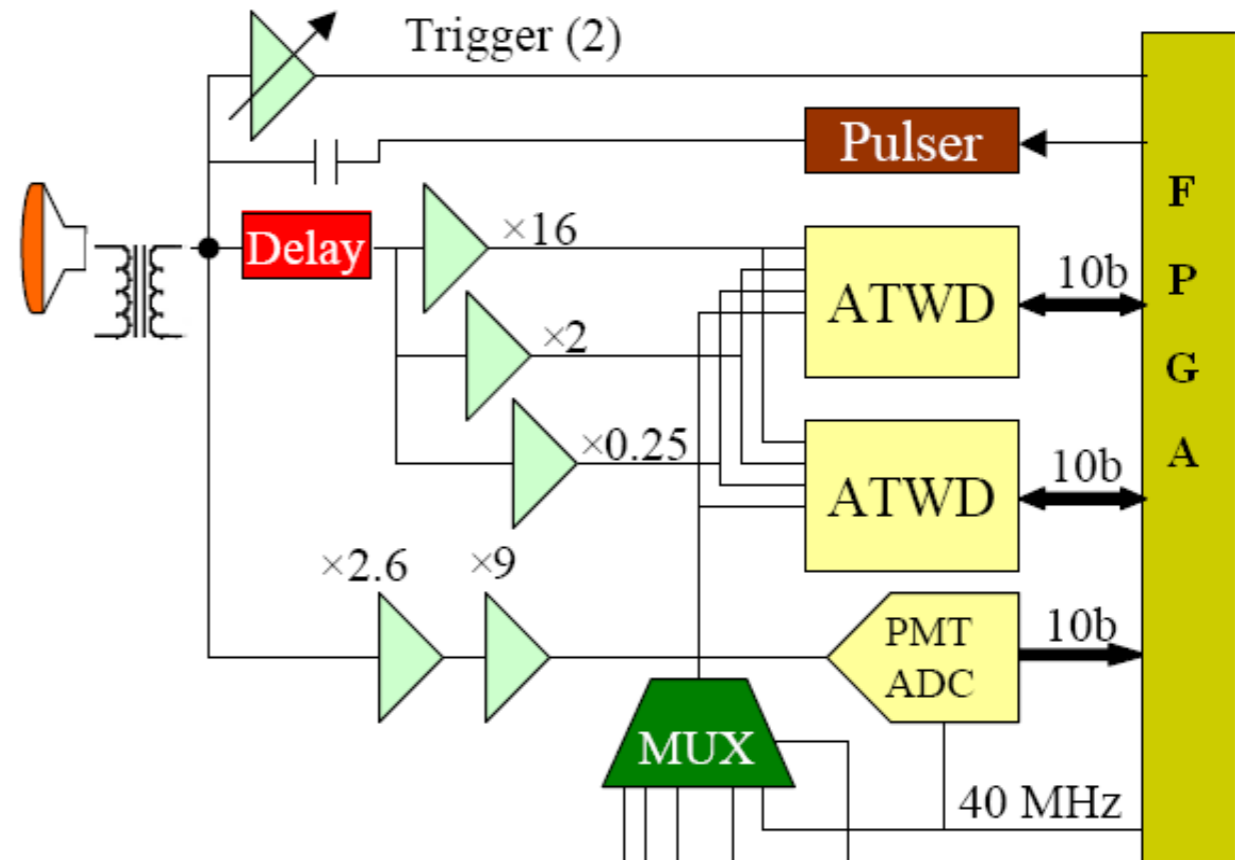 Trigger (2)
Pulser
F
P
G
A
Delay
×16
ATWD
10b
×2
×0.25
ATWD
10b
×2.6
×9
PMT
ADC
10b
MUX
40 MHz